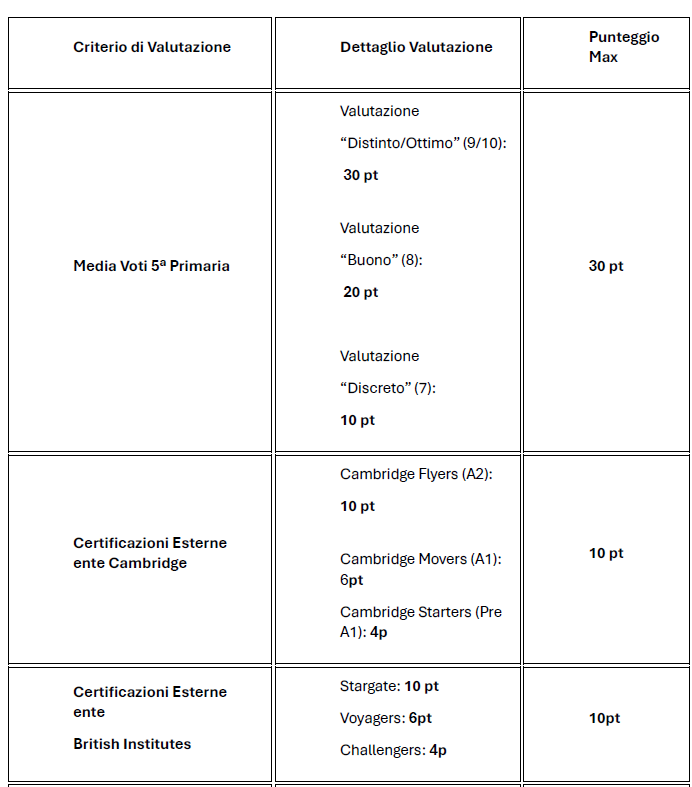 Criterio di Valutazione
Dettaglio Valutazione
Punteggio
Max
Media Voti 5ª Primaria
Valutazione
“Distinto/Ottimo” (9/10):
30 pt
Valutazione
“Buono” (8):
20 pt
Valutazione
“Discreto” (7):
10 pt
30 pt
Certificazioni Esterne
ente Cambridge
Cambridge Flyers (A2):
10 pt
Cambridge Movers (A1):
6pt
Cambridge Starters (Pre
A1): 4p
10 pt
Certificazioni Esterne
ente
British Institutes
Stargate: 10 pt
Voyagers: 6pt
Challengers: 4p
10pt